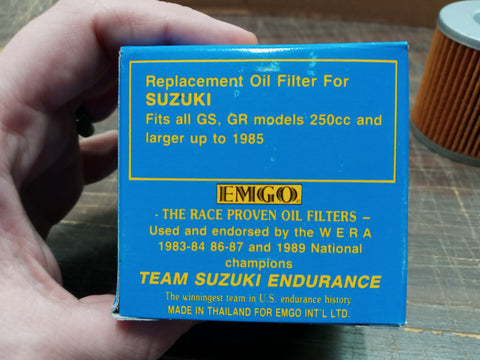 Replacement Oil Filter For
SUZUKI
Fits all GS, GR models 250cc and
larger up to 1985
EMGO
- THE RACE PROVEN OIL FILTERS -
Used and endorsed by the W E R A
1983-84 86-87 and 1989 National
champions
TEAM SUZUKI ENDURANCE
The winningest team in U.S. endurance history
MADE IN THAILAND FOR EMGO INT'L LTD.